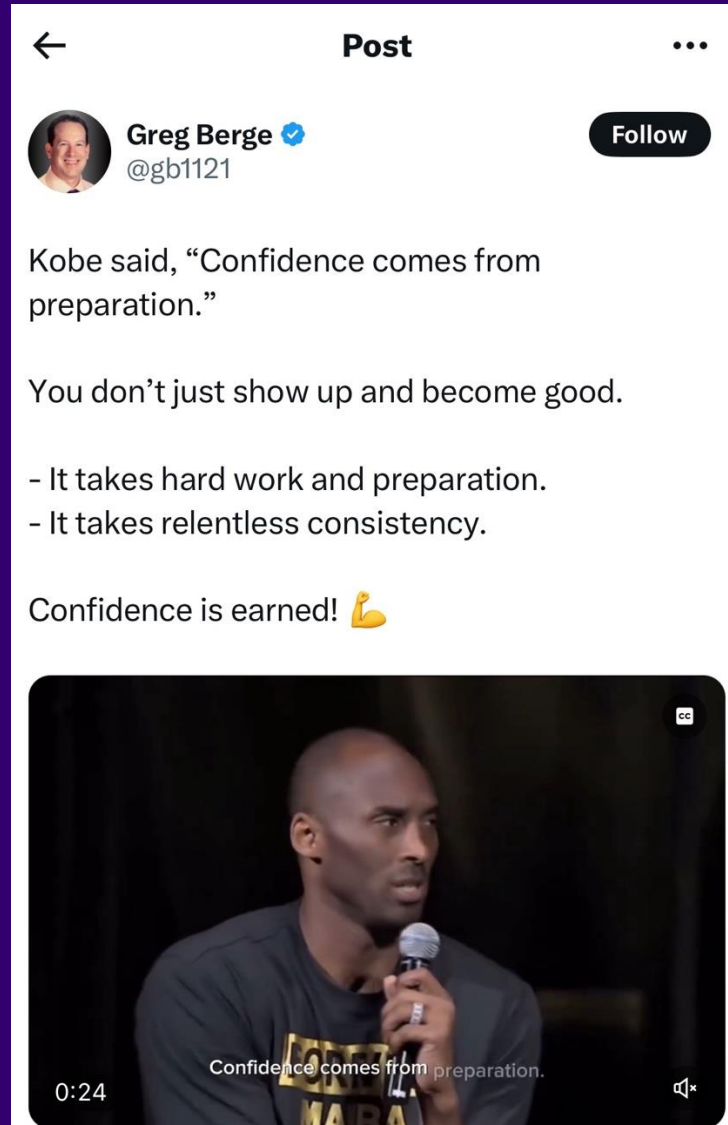 Post
Greg Berge
Follow
@gb1121
Kobe said, “Confidence comes from
preparation.”
You don’t just show up and become good.
- It takes hard work and preparation.
- It takes relentless consistency.
Confidence is earned! 💪
CC
Confidence comes from preparation.
0:24